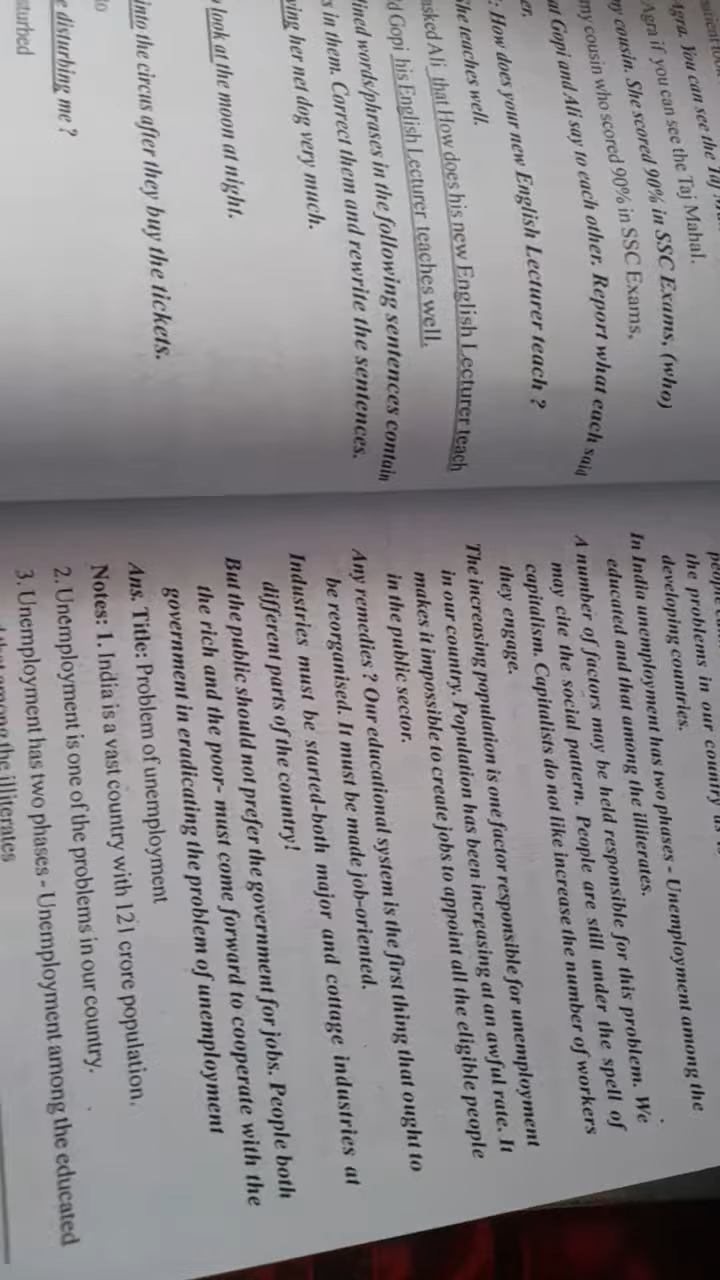 Agra. You can see the Taj
Agra if you can see the Taj Mahal.
my cousin. She scored 90% in SSC Exams, (who)
my cousin who scored 90% in SSC Exams,
at Gopi and Ali say to each other. Report what each said
er.
: How does your new English Lecturer teach ?
She teaches well.
asked Ali that How does his new English Lecturer teach
Gopi his English Lecturer teaches well.
words/phrases in the following sentences contain
s in them. Correct them and rewrite the sentences.
ving her net dog very much.
look at the moon at night.
into the circus after they buy the tickets.
to
e disturbing me ?
sturbed
the problems in our country
developing countries.
In India unemployment has two phases - Unemployment among the
educated and that among the illiterates.
A number of factors may be held responsible for this problem. We
may cite the social pattern. People are still under the spell of
capitalism. Capitalists do not like increase the number of workers
they engage.
The increasing population is one factor responsible for unemployment
in our country. Population has been increasing at an awful rate. It
makes it impossible to create jobs to appoint all the eligible people
in the public sector.
Any remedies ? Our educational system is the first thing that ought to
be reorganised. It must be made job-oriented.
Industries must be started-both major and cottage industries at
different parts of the country!
But the public should not prefer the government for jobs. People both
the rich and the poor- must come forward to cooperate with the
government in eradicating the problem of unemployment
Ans. Title: Problem of unemployment
Notes: 1. India is a vast country with 121 crore population.
2. Unemployment is one of the problems in our country.
3. Unemployment has two phases - Unemployment among the educated
among the illiterates